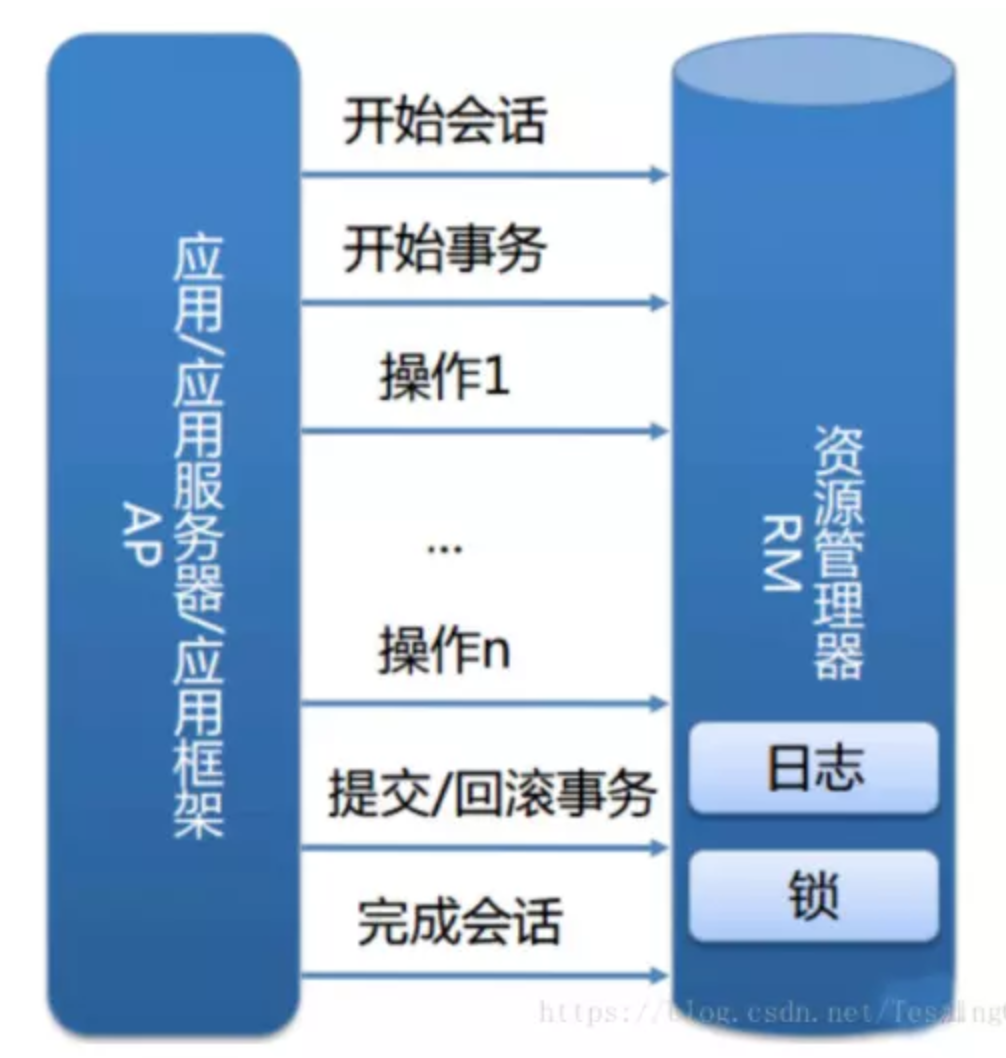 应用/应用服务器/应用框架
AP
开始会话
开始事务
操作1
...
操作n
提交/回滚事务
完成会话
资源管理器
RM
日志
锁
https://blog.csdn.net/